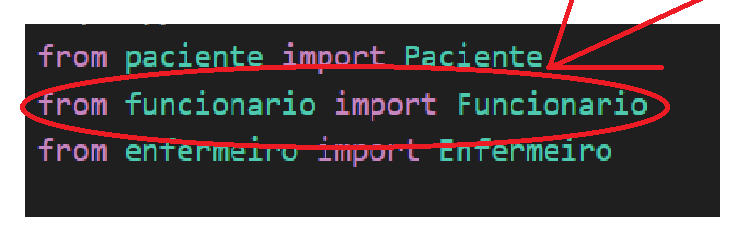 from paciente import Paciente
from funcionario import Funcionario
from enfermeiro import Enfermeiro